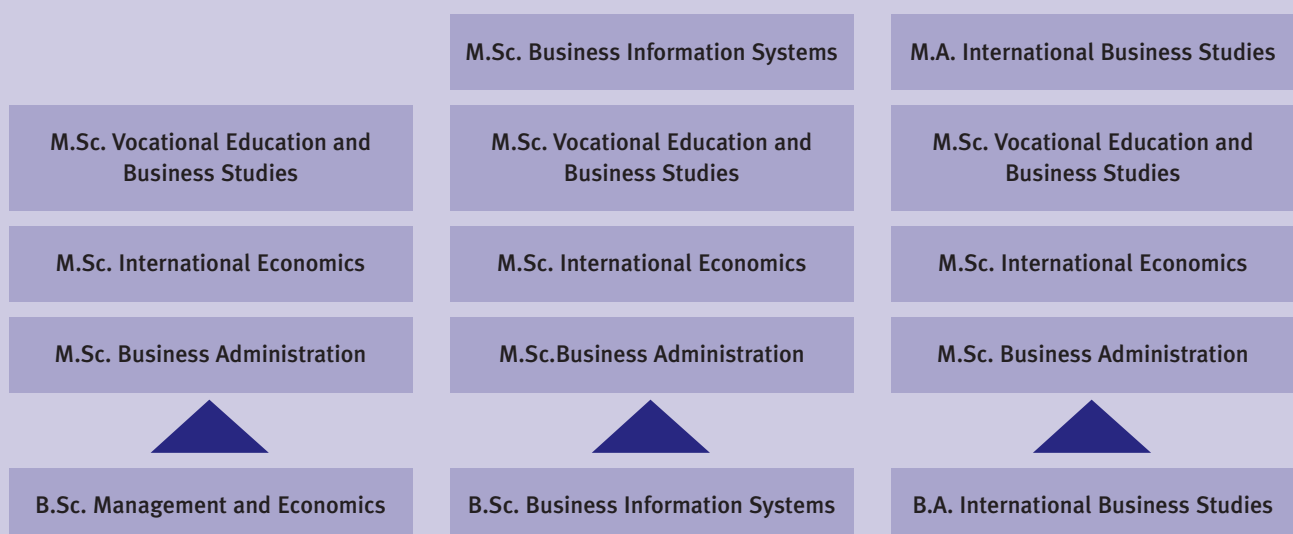 M.Sc. Business Information Systems
M.A. International Business Studies
M.Sc. Vocational Education and
Business Studies
M.Sc. Vocational Education and
Business Studies
M.Sc. Vocational Education and
Business Studies
M.Sc. International Economics
M.Sc. International Economics
M.Sc. International Economics
M.Sc. Business Administration
M.Sc.Business Administration
M.Sc. Business Administration
B.Sc. Management and Economics
B.Sc. Business Information Systems
B.A. International Business Studies